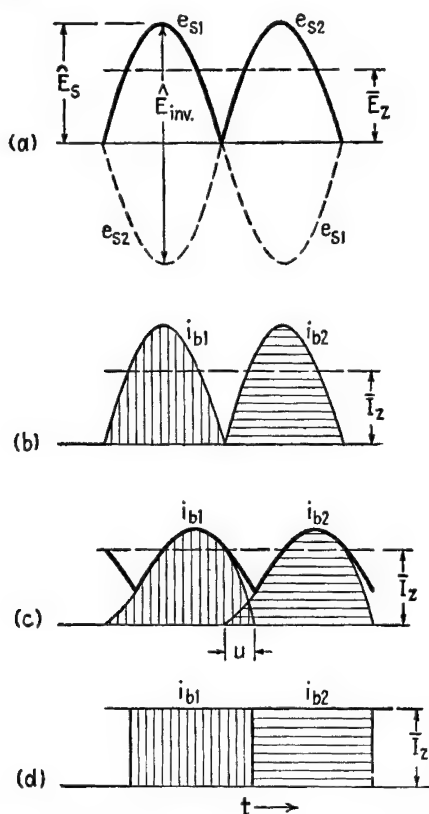 e_S1 e_S2
Ê_S Ê_inv. Ē_Z
(a)
e_S2 e_S1
i_b1 i_b2
Ī_Z
(b)
i_b1 i_b2
Ī_Z
(c)
u
i_b1 i_b2
Ī_Z
(d)
t